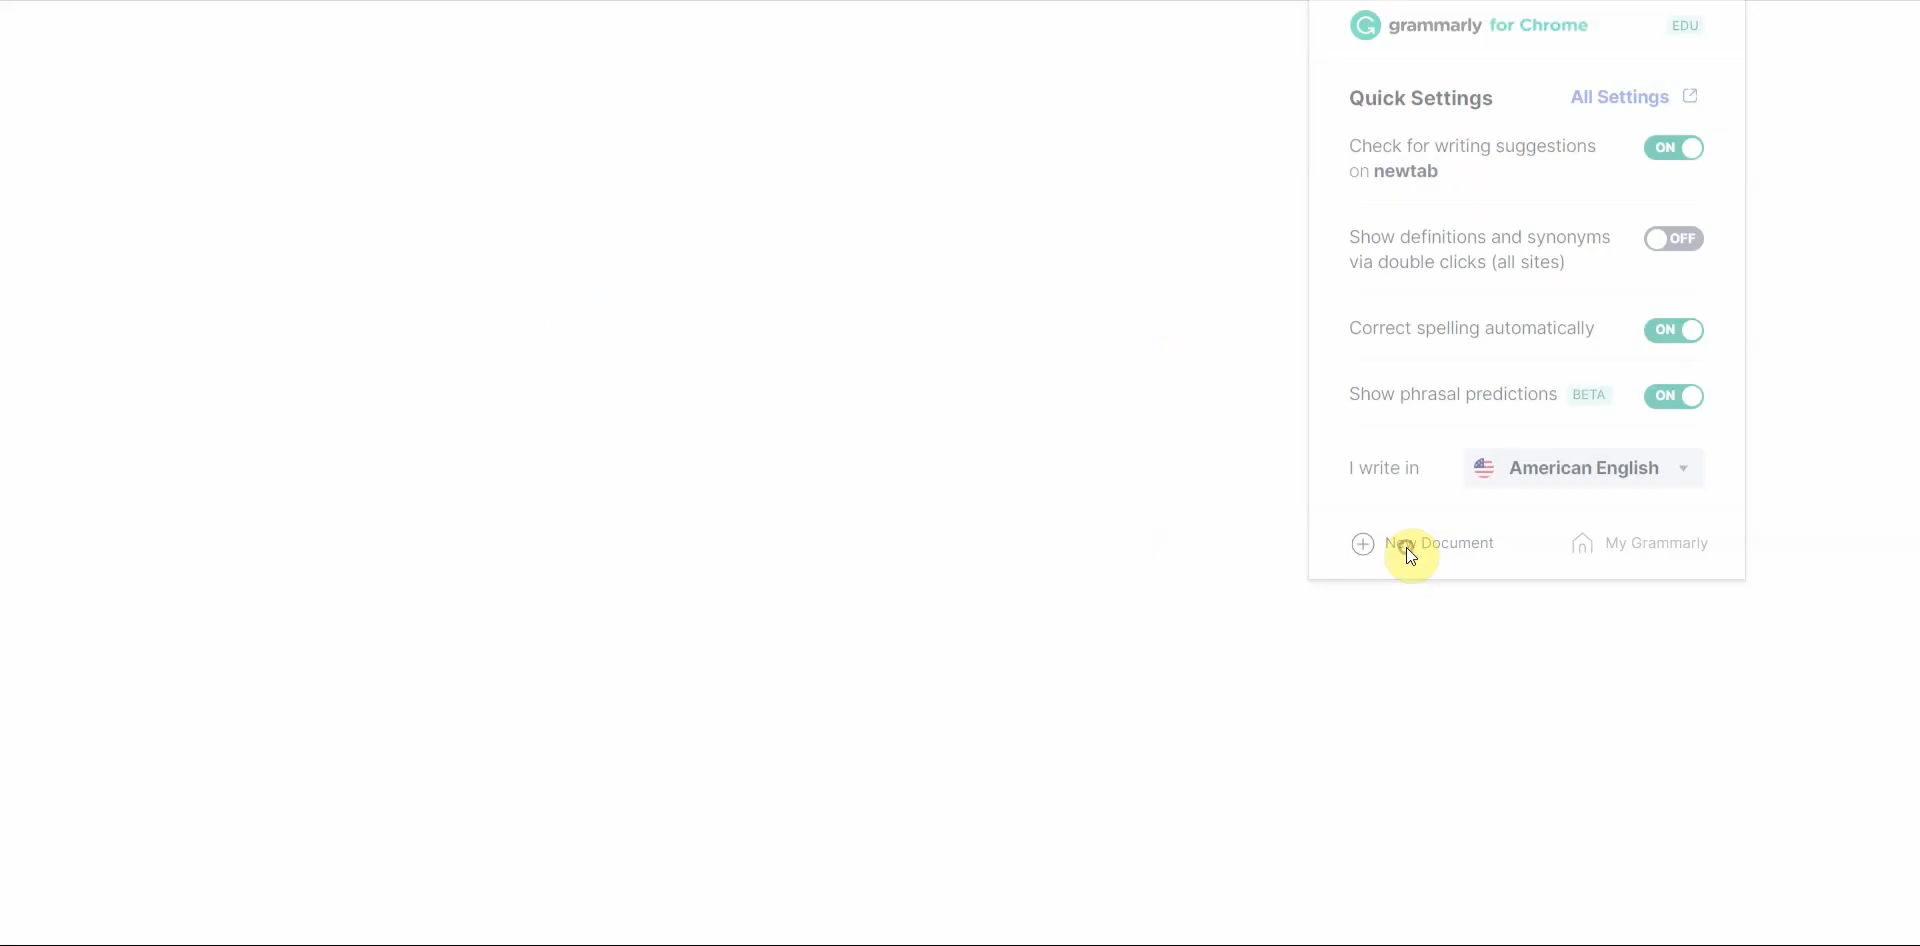 grammarly for Chrome EDU
Quick Settings All Settings
Check for writing suggestions ON
on newtab
Show definitions and synonyms OFF
via double clicks (all sites)
Correct spelling automatically ON
Show phrasal predictions BETA ON
I write in American English
New Document My Grammarly